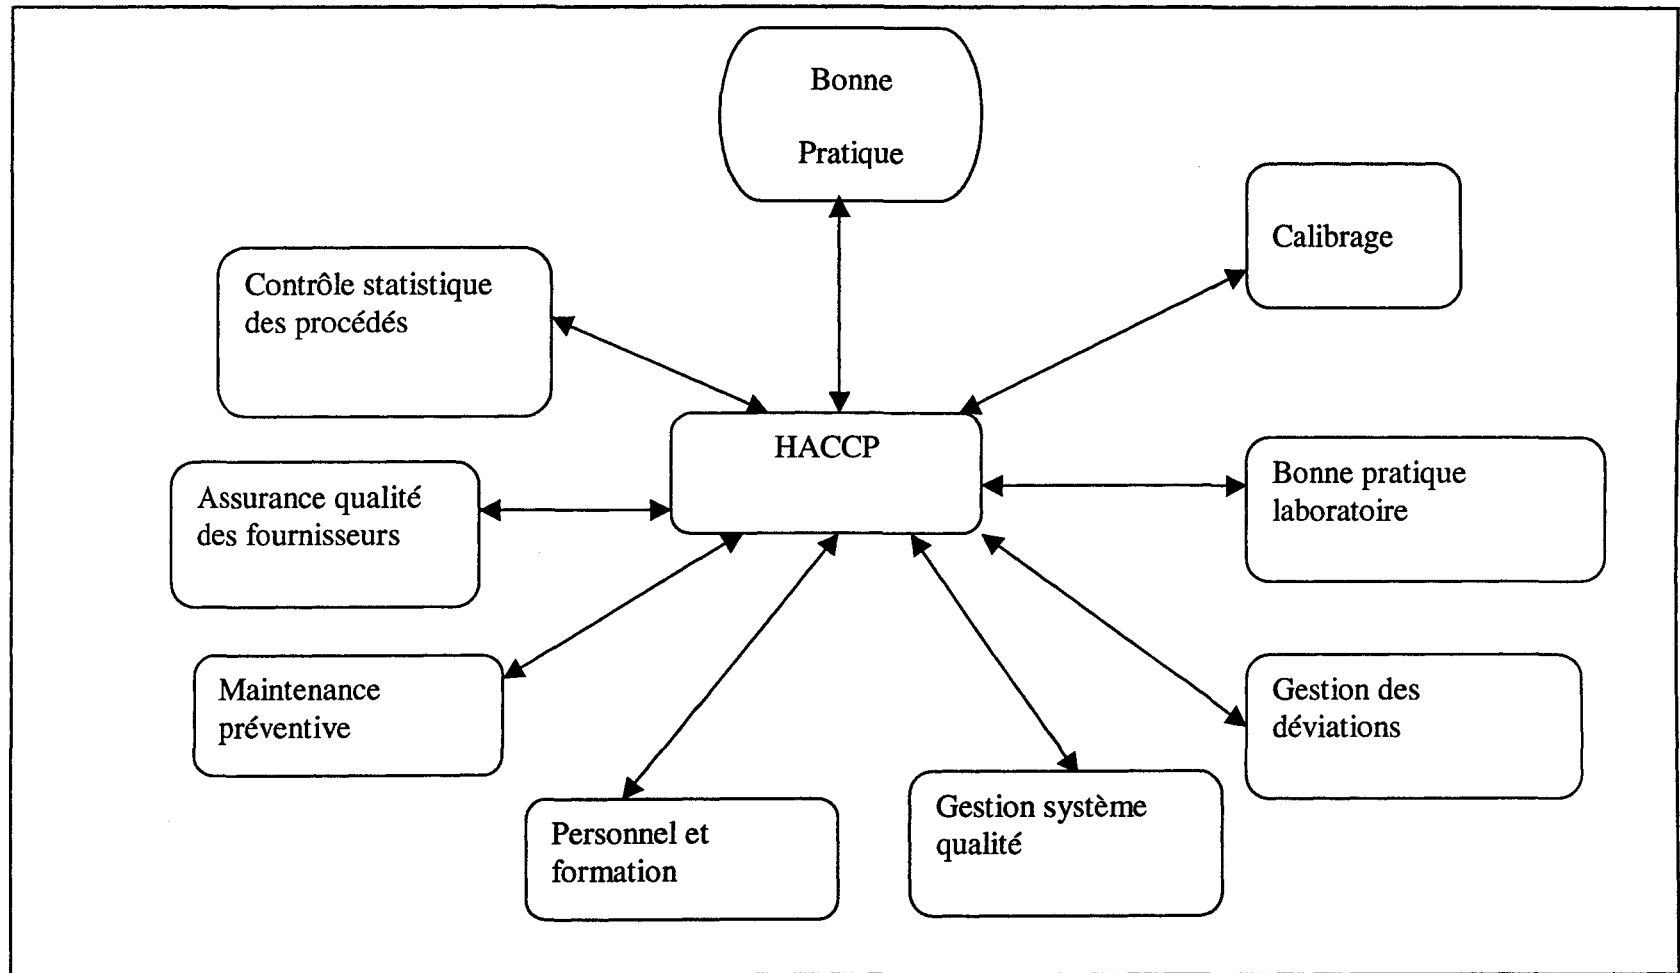 Bonne
Pratique
Calibrage
Contrôle statistique
des procédés
HACCP
Bonne pratique
laboratoire
Assurance qualité
des fournisseurs
Maintenance
préventive
Gestion des
déviations
Gestion système
qualité
Personnel et
formation